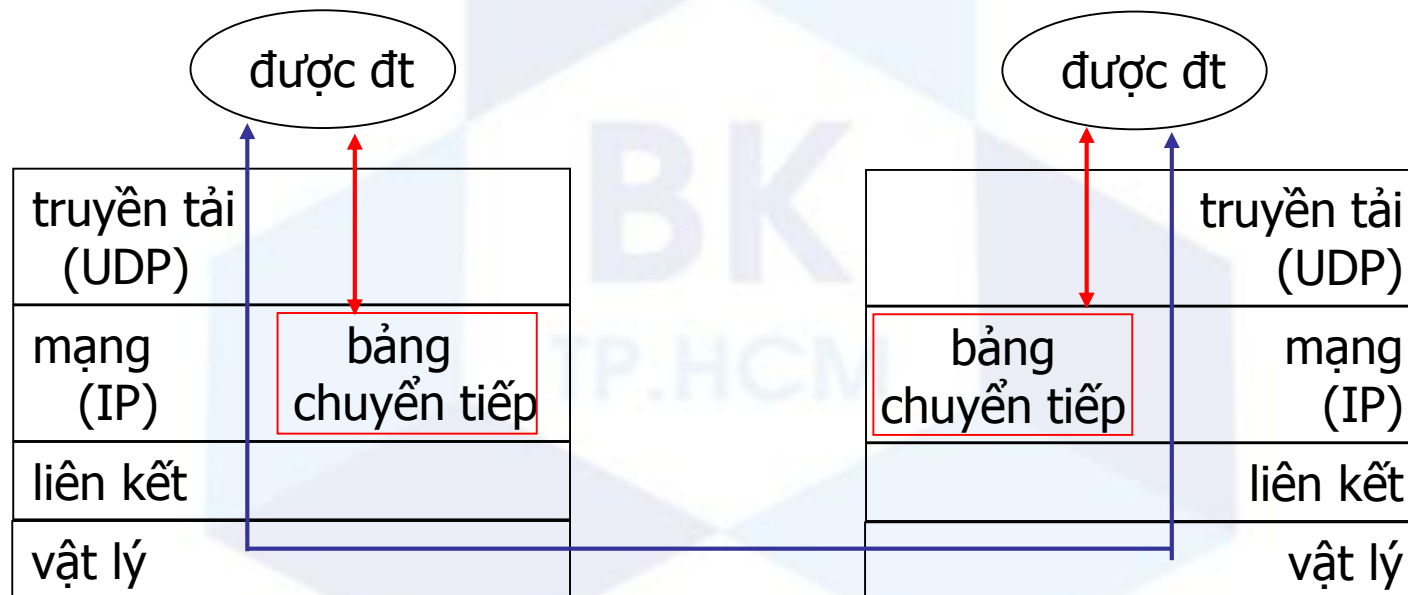 được đt
được đt
truyền tải
(UDP)
mạng
(IP)
bảng
chuyển tiếp
liên kết
vật lý
BK
TP.HCM
truyền tải
(UDP)
bảng
chuyển tiếp
mạng
(IP)
liên kết
vật lý